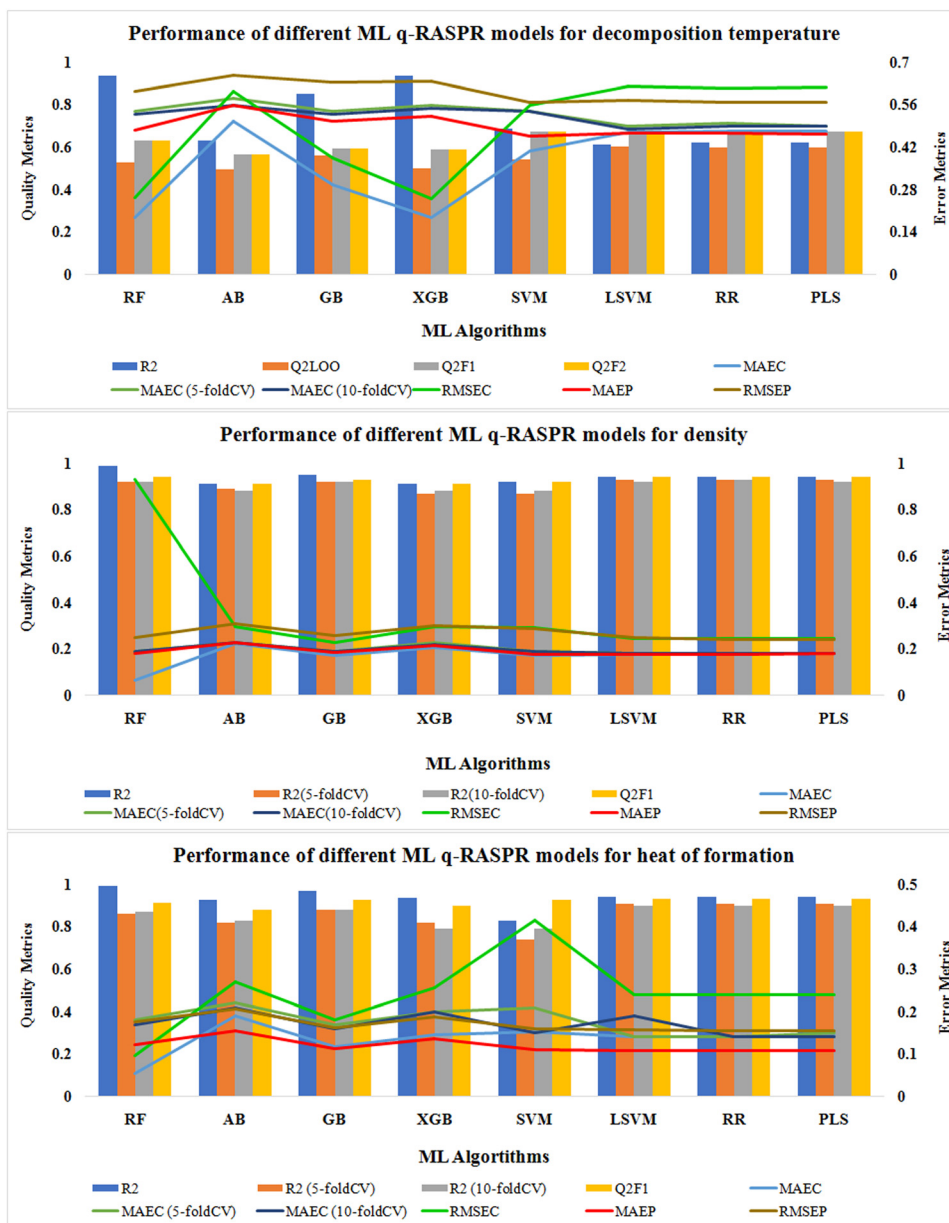 Performance of different ML q-RASPR models for decomposition temperature
1 0.7
0.8 0.56
0.6 0.42
0.4 0.28
0.2 0.14
0 0
Quality Metrics
Error Metrics
RF AB GB XGB SVM LSVM RR PLS
ML Algorithms
R2 Q2LOO Q2F1 Q2F2 MAEC
MAEC (5-foldCV) MAEC (10-foldCV) RMSEC MAEP RMSEP
Performance of different ML q-RASPR models for density
1 1
0.8 0.8
0.6 0.6
0.4 0.4
0.2 0.2
0 0
Quality Metrics
Error Metrics
RF AB GB XGB SVM LSVM RR PLS
ML Algorithms
R2 R2(5-foldCV) R2(10-foldCV) Q2F1 MAEC
MAEC(5-foldCV) MAEC(10-foldCV) RMSEC MAEP RMSEP
Performance of different ML q-RASPR models for heat of formation
1 0.5
0.8 0.4
0.6 0.3
0.4 0.2
0.2 0.1
0 0
Quality Metrics
Error Metrics
RF AB GB XGB SVM LSVM RR PLS
ML Algortithms
R2 R2 (5-foldCV) R2 (10-foldCV) Q2F1 MAEC
MAEC (5-foldCV) MAEC (10-foldCV) RMSEC MAEP RMSEP